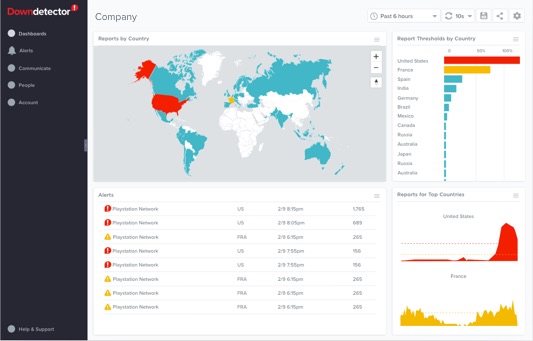 Downdetector
Company
Past 6 hours
10s
Dashboards
Alerts
Communicate
People
Account
Help & Support
Reports by Country
+
−
Report Thresholds by Country
0 50% 100%
United States
France
Spain
India
Germany
Brazil
Mexico
Canada
Russia
Australia
Japan
Russia
Australia
Alerts
Playstation Network US 2/9 8:15pm 1,765
Playstation Network US 2/9 8:05pm 689
Playstation Network FRA 2/9 6:15pm 265
Playstation Network US 2/9 7:55pm 156
Playstation Network US 2/9 7:55pm 156
Playstation Network FRA 2/9 6:15pm 265
Playstation Network FRA 2/9 6:15pm 265
Playstation Network FRA 2/9 6:15pm 265
Reports for Top Countries
United States
France